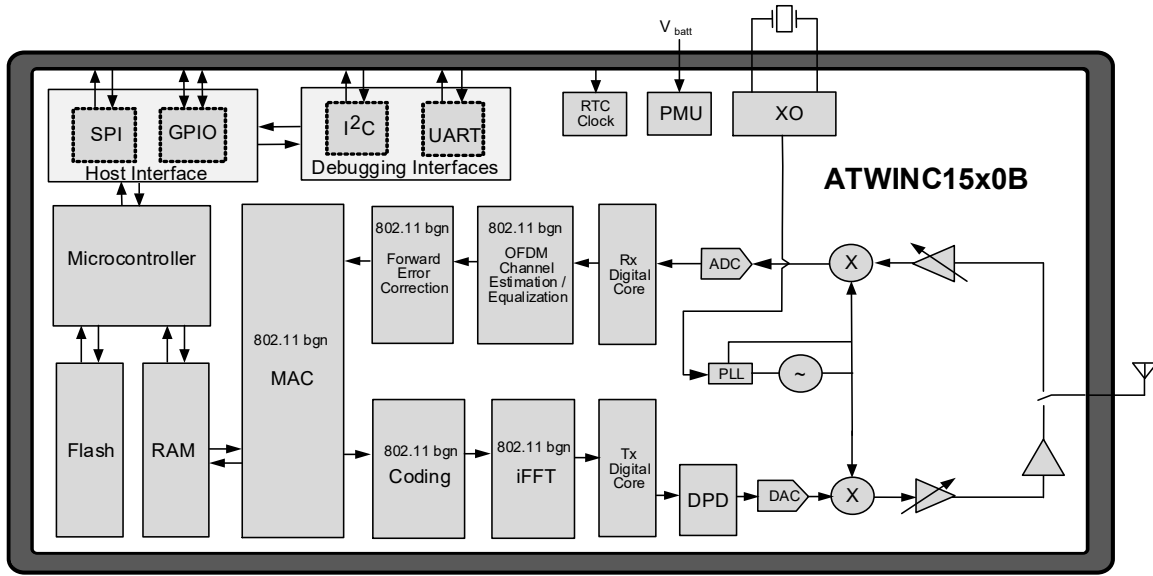 V batt
SPI
GPIO
Host Interface
I2C
UART
Debugging Interfaces
RTC
Clock
PMU
XO
ATWINC15x0B
Microcontroller
802.11 bgn
MAC
802.11 bgn
Forward
Error
Correction
802.11 bgn
OFDM
Channel
Estimation /
Equalization
Rx
Digital
Core
ADC
X
PLL
~
Flash
RAM
802.11 bgn
Coding
802.11 bgn
iFFT
Tx
Digital
Core
DPD
DAC
X